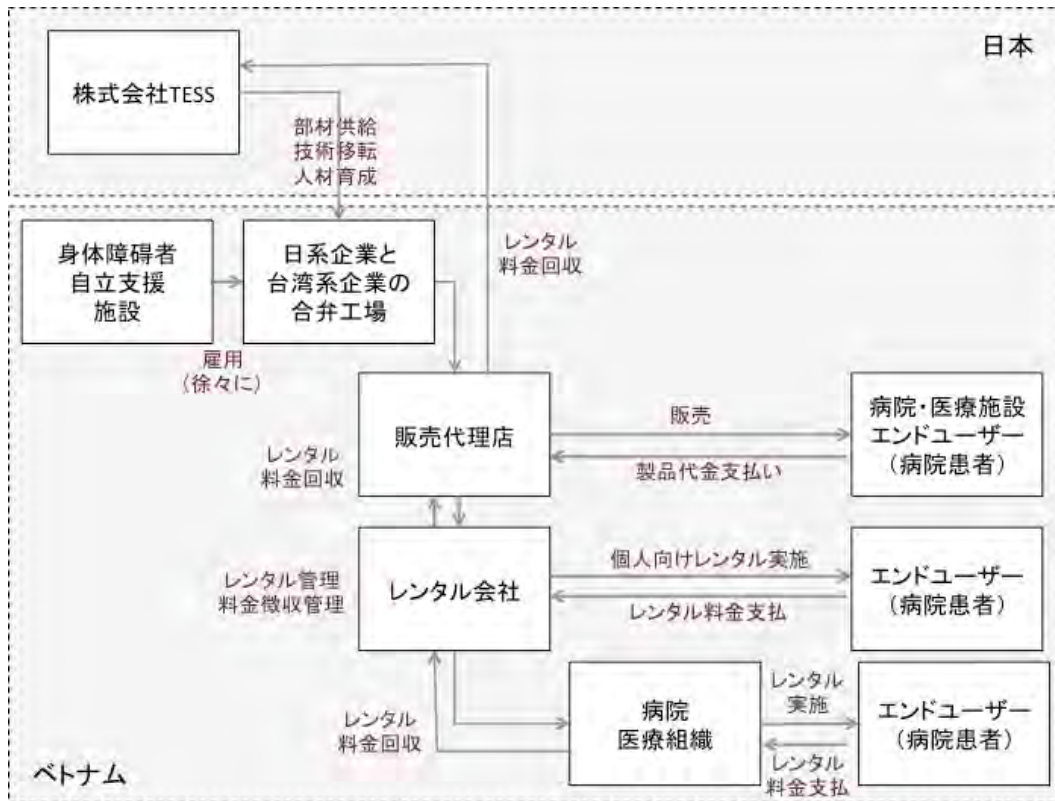 日本
株式会社TESS
部材供給
技術移転
人材育成
身体障碍者
自立支援
施設
日系企業と
台湾系企業の
合弁工場
レンタル
料金回収
雇用
(徐々に)
販売代理店
販売
製品代金支払い
病院・医療施設
エンドユーザー
(病院患者)
レンタル
料金回収
レンタル管理
料金徴収管理
レンタル会社
個人向けレンタル実施
レンタル料金支払
エンドユーザー
(病院患者)
レンタル
料金回収
病院
医療組織
レンタル
実施
レンタル
料金支払
エンドユーザー
(病院患者)
ベトナム